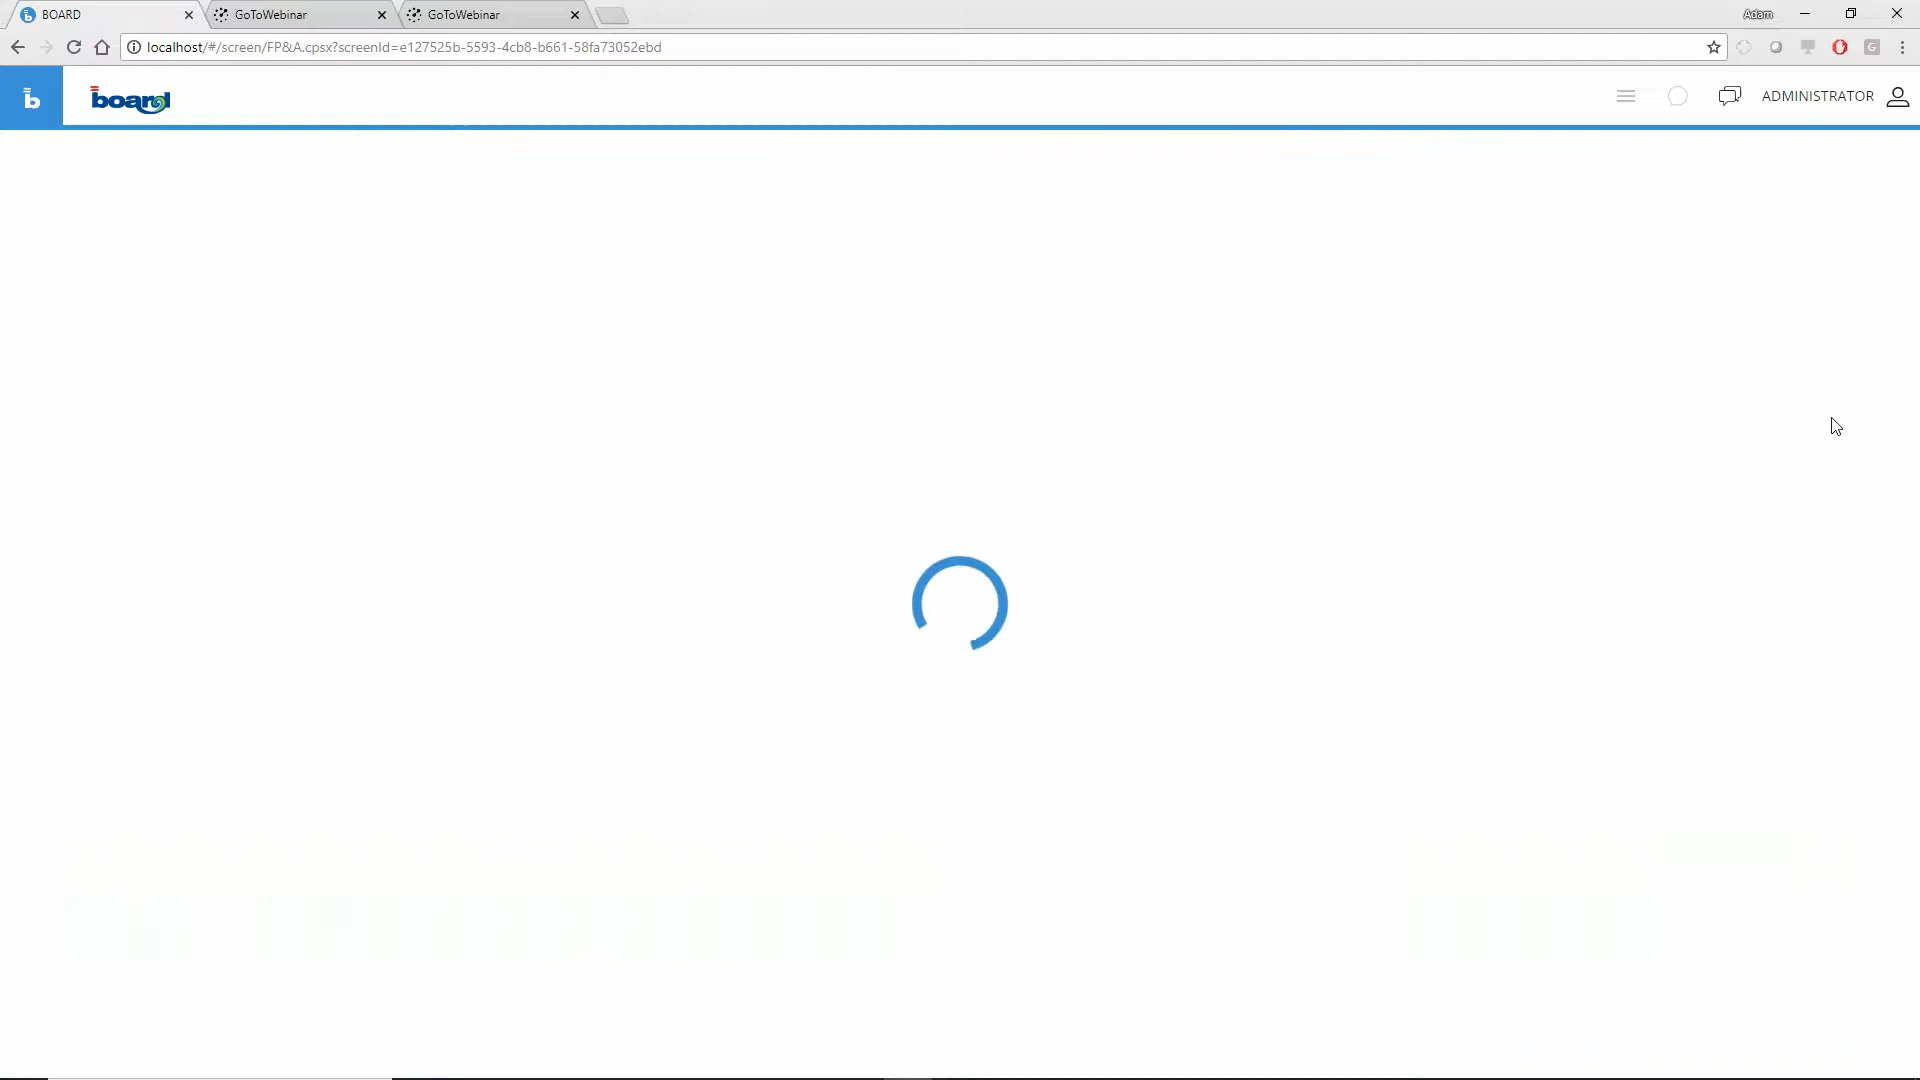 BOARD
GoToWebinar
GoToWebinar
Adam
localhost/#/screen/FP&A.cpsx?screenId=e127525b-5593-4cb8-b661-58fa73052ebd
G
b
board
ADMINISTRATOR